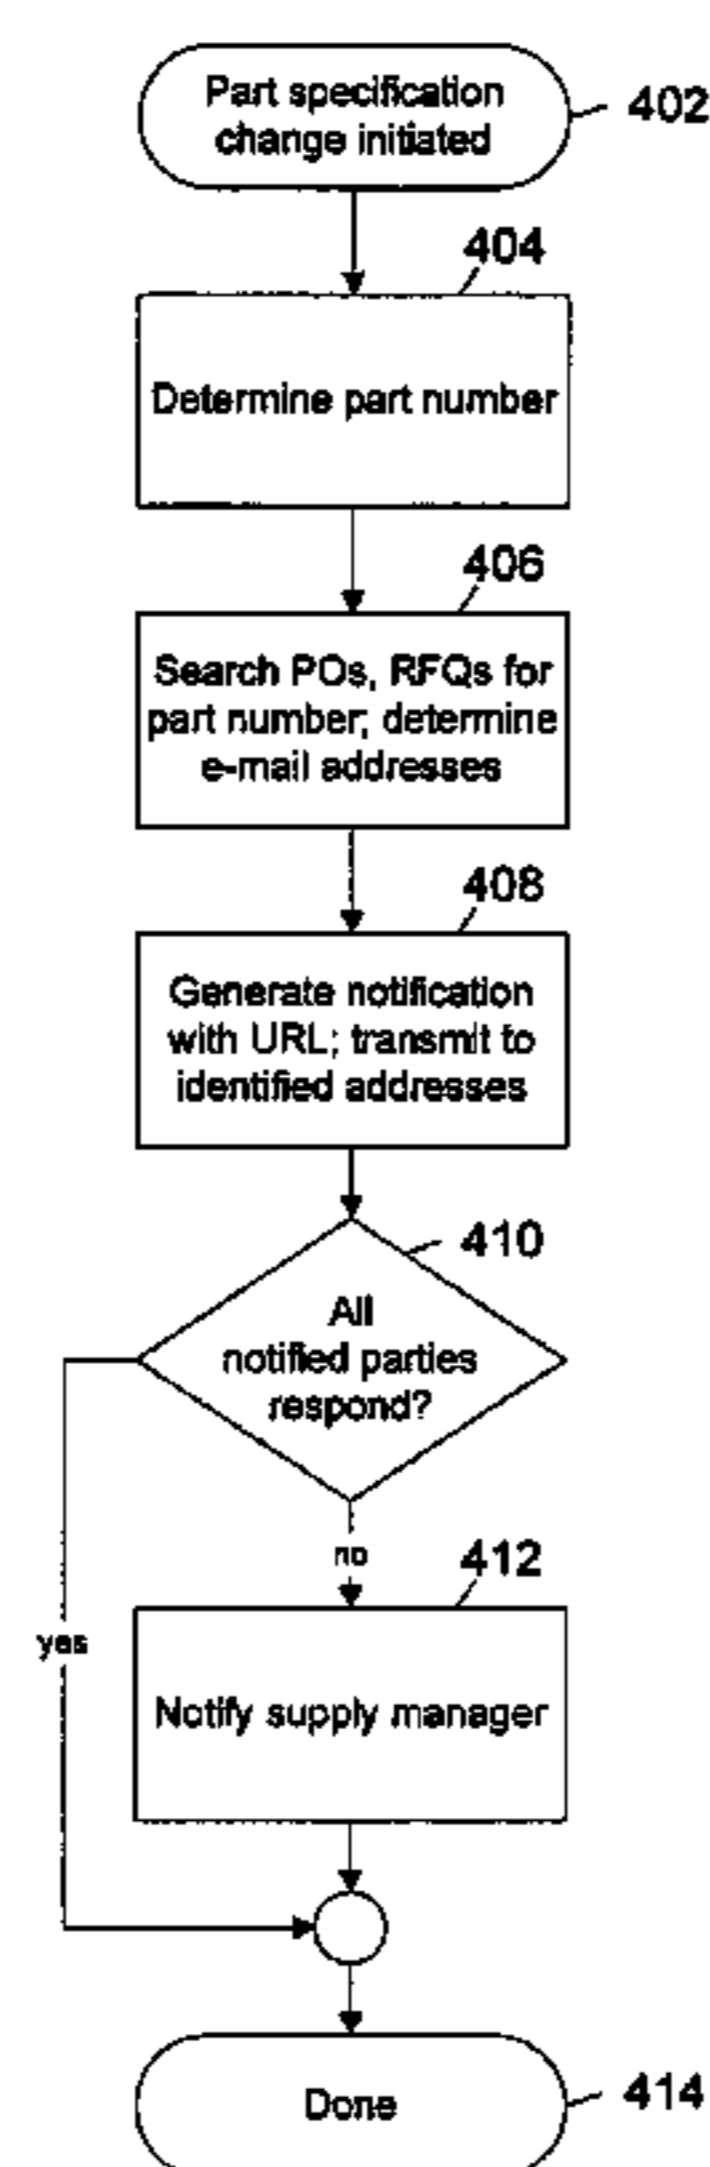 Part specification
change initiated
402
404
Determine part number
406
Search POs, RFQs for
part number; determine
e-mail addresses
408
Generate notification
with URL; transmit to
identified addresses
410
All
notified parties
respond?
no
412
yes
Notify supply manager
Done
414